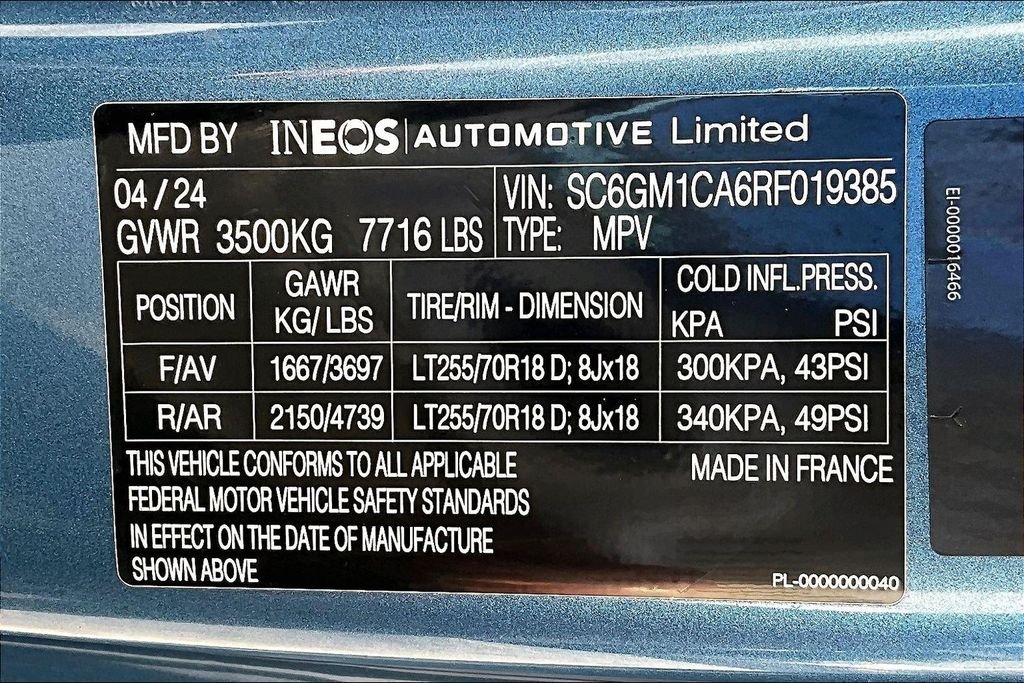 MFD BY INEOS AUTOMOTIVE Limited
04 / 24
GVWR 3500KG 7716 LBS
VIN: SC6GM1CA6RF019385
TYPE: MPV
POSITION GAWR KG/ LBS TIRE/RIM - DIMENSION COLD INFL.PRESS. KPA PSI
F/AV 1667/3697 LT255/70R18 D; 8Jx18 300KPA, 43PSI
R/AR 2150/4739 LT255/70R18 D; 8Jx18 340KPA, 49PSI
THIS VEHICLE CONFORMS TO ALL APPLICABLE
FEDERAL MOTOR VEHICLE SAFETY STANDARDS
IN EFFECT ON THE DATE OF MANUFACTURE
SHOWN ABOVE
MADE IN FRANCE
PL-0000000040
EI-0000016466